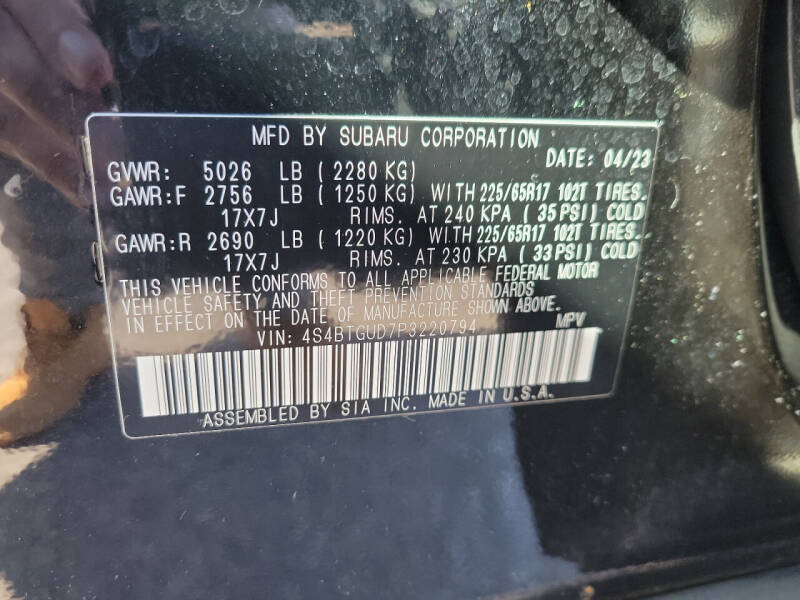 MFD BY SUBARU CORPORATION
DATE: 04/23
GVWR: 5026 LB ( 2280 KG)
GAWR:F 2756 LB ( 1250 KG) WITH 225/65R17 102T TIRES.
17X7J RIMS. AT 240 KPA ( 35 PSI) COLD
GAWR:R 2690 LB ( 1220 KG) WITH 225/65R17 102T TIRES.
17X7J RIMS. AT 230 KPA ( 33 PSI) COLD
THIS VEHICLE CONFORMS TO ALL APPLICABLE FEDERAL MOTOR
VEHICLE SAFETY AND THEFT PREVENTION STANDARDS
IN EFFECT ON THE DATE OF MANUFACTURE SHOWN ABOVE.
VIN: 4S4BTGUD7P3220794 MPV
ASSEMBLED BY SIA INC. MADE IN U.S.A.